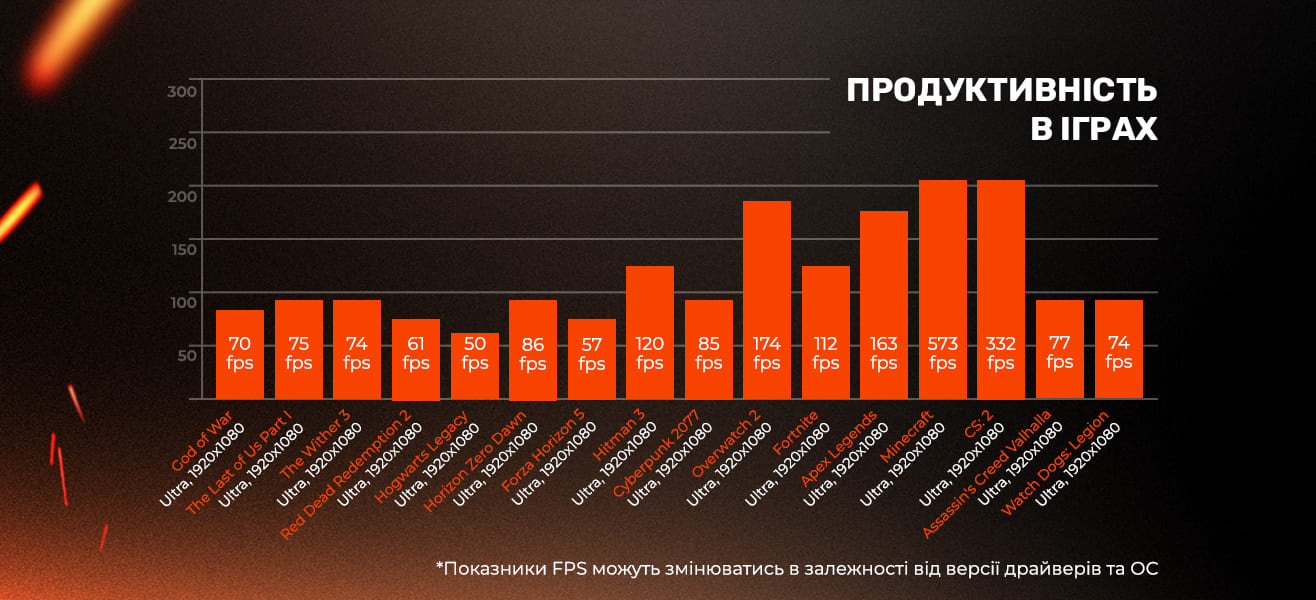 ПРОДУКТИВНІСТЬ
В ІГРАХ
300
250
200
150
100
50
70
fps
75
fps
74
fps
61
fps
50
fps
86
fps
57
fps
120
fps
85
fps
174
fps
112
fps
163
fps
573
fps
332
fps
77
fps
74
fps
God of War
Ultra, 1920x1080
The Last of Us Part I
Ultra, 1920x1080
The Wither 3
Ultra, 1920x1080
Red Dead Redemption 2
Ultra, 1920x1080
Hogwarts Legacy
Ultra, 1920x1080
Horizon Zero Dawn
Ultra, 1920x1080
Forza Horizon 5
Ultra, 1920x1080
Hitman 3
Ultra, 1920x1080
Cyberpunk 2077
Ultra, 1920x1080
Overwatch 2
Ultra, 1920x1080
Fortnite
Ultra, 1920x1080
Apex Legends
Ultra, 1920x1080
Minecraft
Ultra, 1920x1080
CS: 2
Ultra, 1920x1080
Assassin's Creed Valhalla
Ultra, 1920x1080
Watch Dogs: Legion
Ultra, 1920x1080
*Показники FPS можуть змінюватись в залежності від версії драйверів та ОС